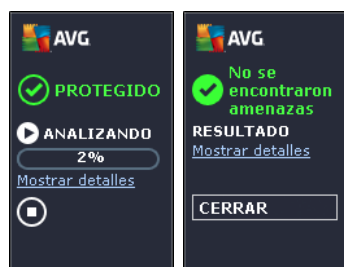 AVG
PROTEGIDO
ANALIZANDO
2%
Mostrar detalles
AVG
No se
encontraron
amenazas
RESULTADO
Mostrar detalles
CERRAR